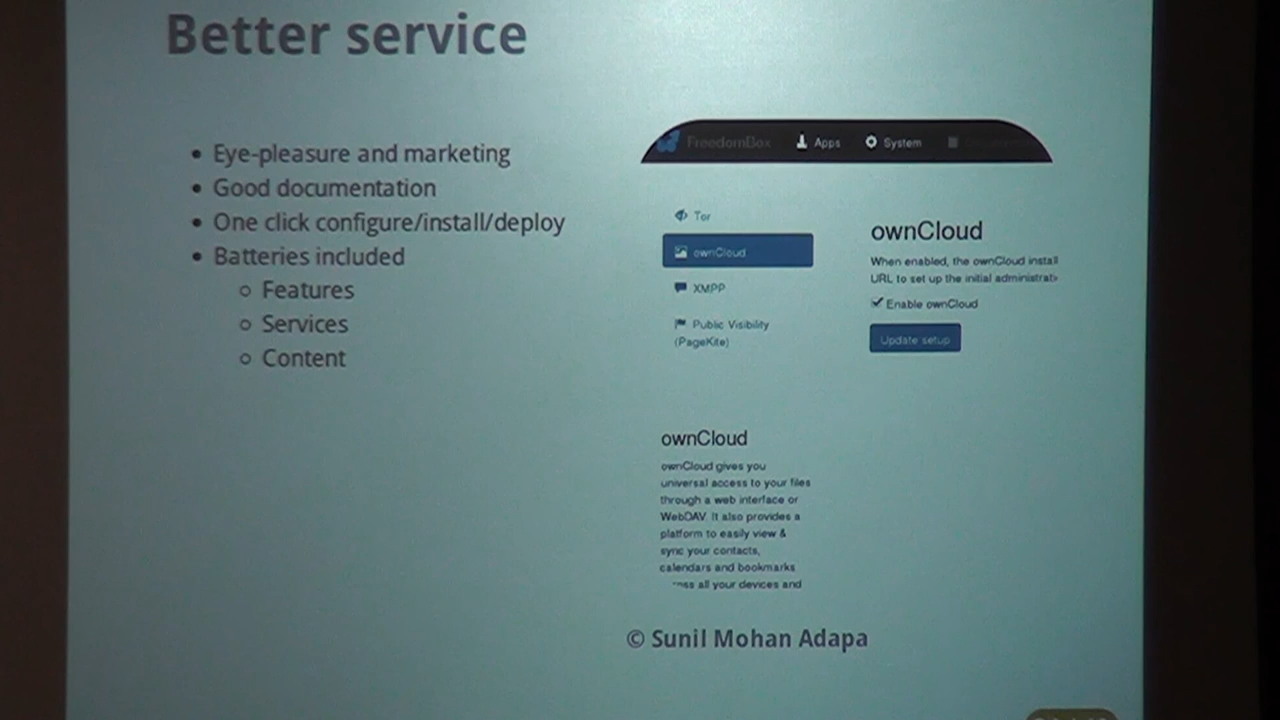 Better service
Eye-pleasure and marketing
Good documentation
One click configure/install/deploy
Batteries included
Features
Services
Content
FreedomBox Apps System
Tor
ownCloud
XMPP
Public Visibility
(PageKite)
ownCloud
When enabled, the ownCloud install
URL to set up the initial
Enable ownCloud
Update setup
ownCloud
ownCloud gives you
universal access to your files
through a web interface or
WebDAV. It also provides a
platform to easily view &
sync your contacts,
calendars and bookmarks
all your devices and
© Sunil Mohan Adapa